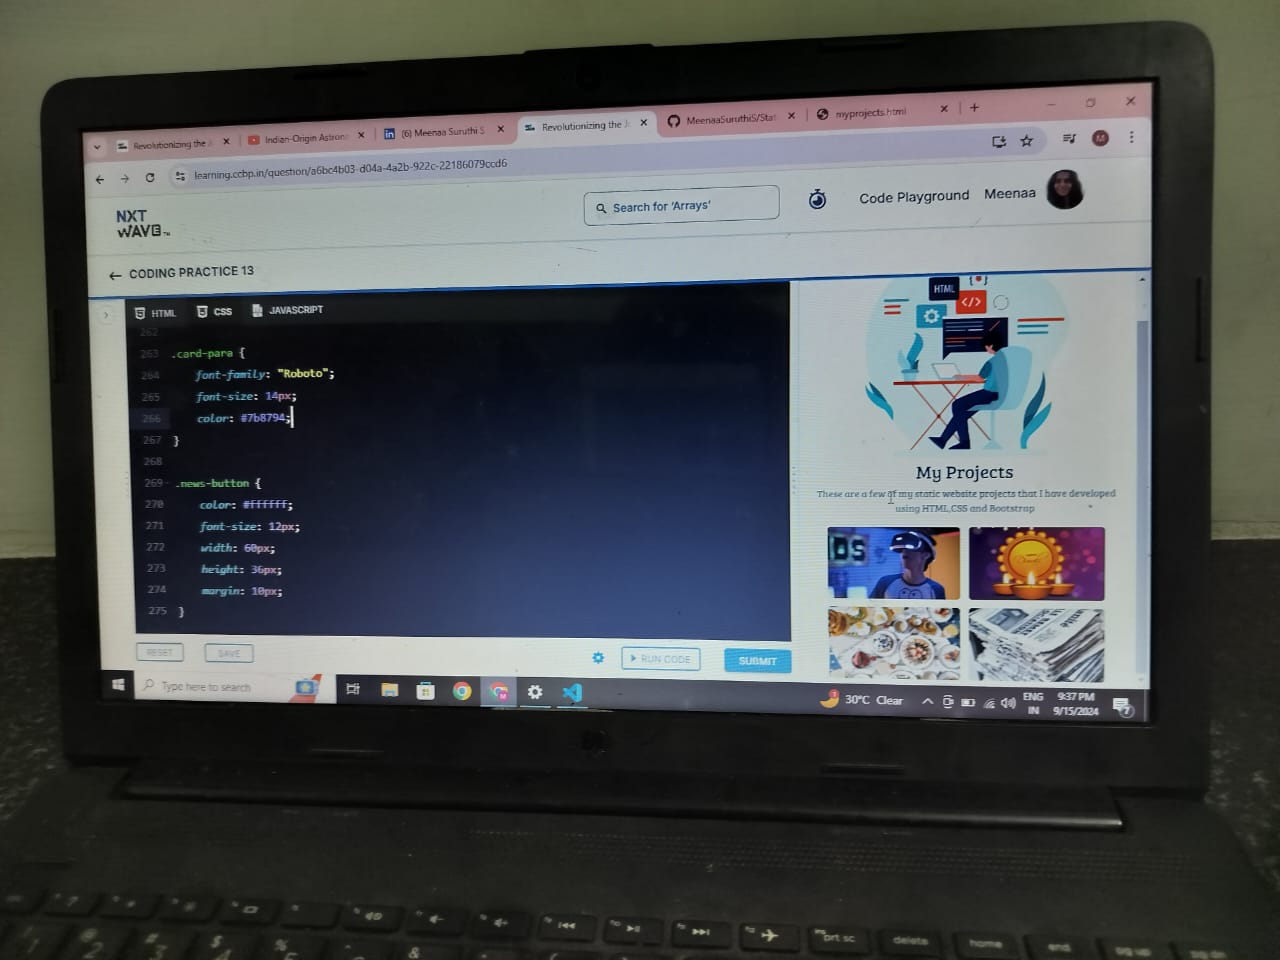 Revolutionizing the J
Indian-Origin Astron
(6) Meenaa Suruthi S
Revolutionizing the J
MeenaaSuruthiS/Stat
myprojects.html
learning.ccbp.in/question/a6bc4b03-d04a-4a2b-922c-22186079ccd6
NXT
WAVE
Search for 'Arrays'
Code Playground
Meenaa
CODING PRACTICE 13
HTML
CSS
JAVASCRIPT
262
263 .card-para {
264 font-family: "Roboto";
265 font-size: 14px;
266 color: #7b8794;
267 }
268
269 .news-button {
270 color: #ffffff;
271 font-size: 12px;
272 width: 60px;
273 height: 36px;
274 margin: 10px;
275 }
HTML
</>
My Projects
These are a few of my static website projects that I have developed
using HTML,CSS and Bootstrap
RESET
SAVE
RUN CODE
SUBMIT
Type here to search
30°C Clear
ENG
IN
9:37 PM
9/15/2024
prt sc
delete
home
end